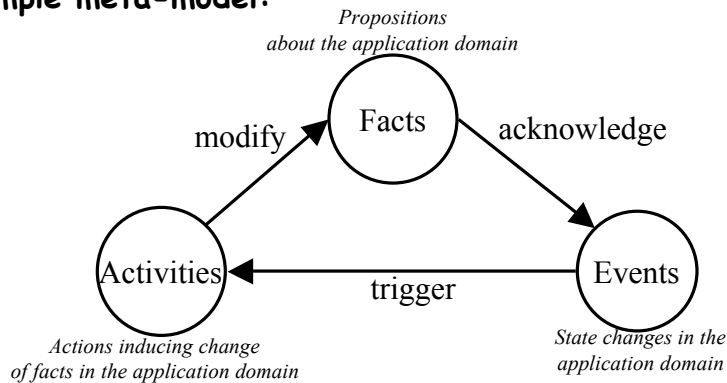 meta-model:
Propositions
about the application domain
Facts
modify
acknowledge
Activities
Events
trigger
Actions inducing change
of facts in the application domain
State changes in the
application domain